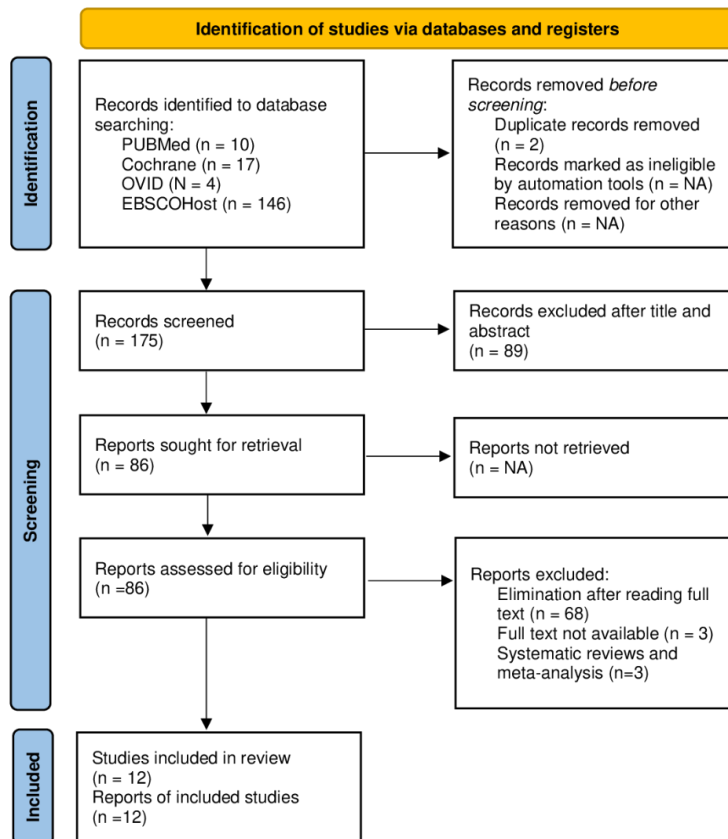 Identification of studies via databases and registers
Identification
Records identified to database
searching:
PUBMed (n = 10)
Cochrane (n = 17)
OVID (N = 4)
EBSCOHost (n = 146)
Records removed before
screening:
Duplicate records removed
(n = 2)
Records marked as ineligible
by automation tools (n = NA)
Records removed for other
reasons (n = NA)
Screening
Records screened
(n = 175)
Records excluded after title and
abstract
(n = 89)
Reports sought for retrieval
(n = 86)
Reports not retrieved
(n = NA)
Reports assessed for eligibility
(n =86)
Reports excluded:
Elimination after reading full
text (n = 68)
Full text not available (n = 3)
Systematic reviews and
meta-analysis (n=3)
Included
Studies included in review
(n = 12)
Reports of included studies
(n =12)